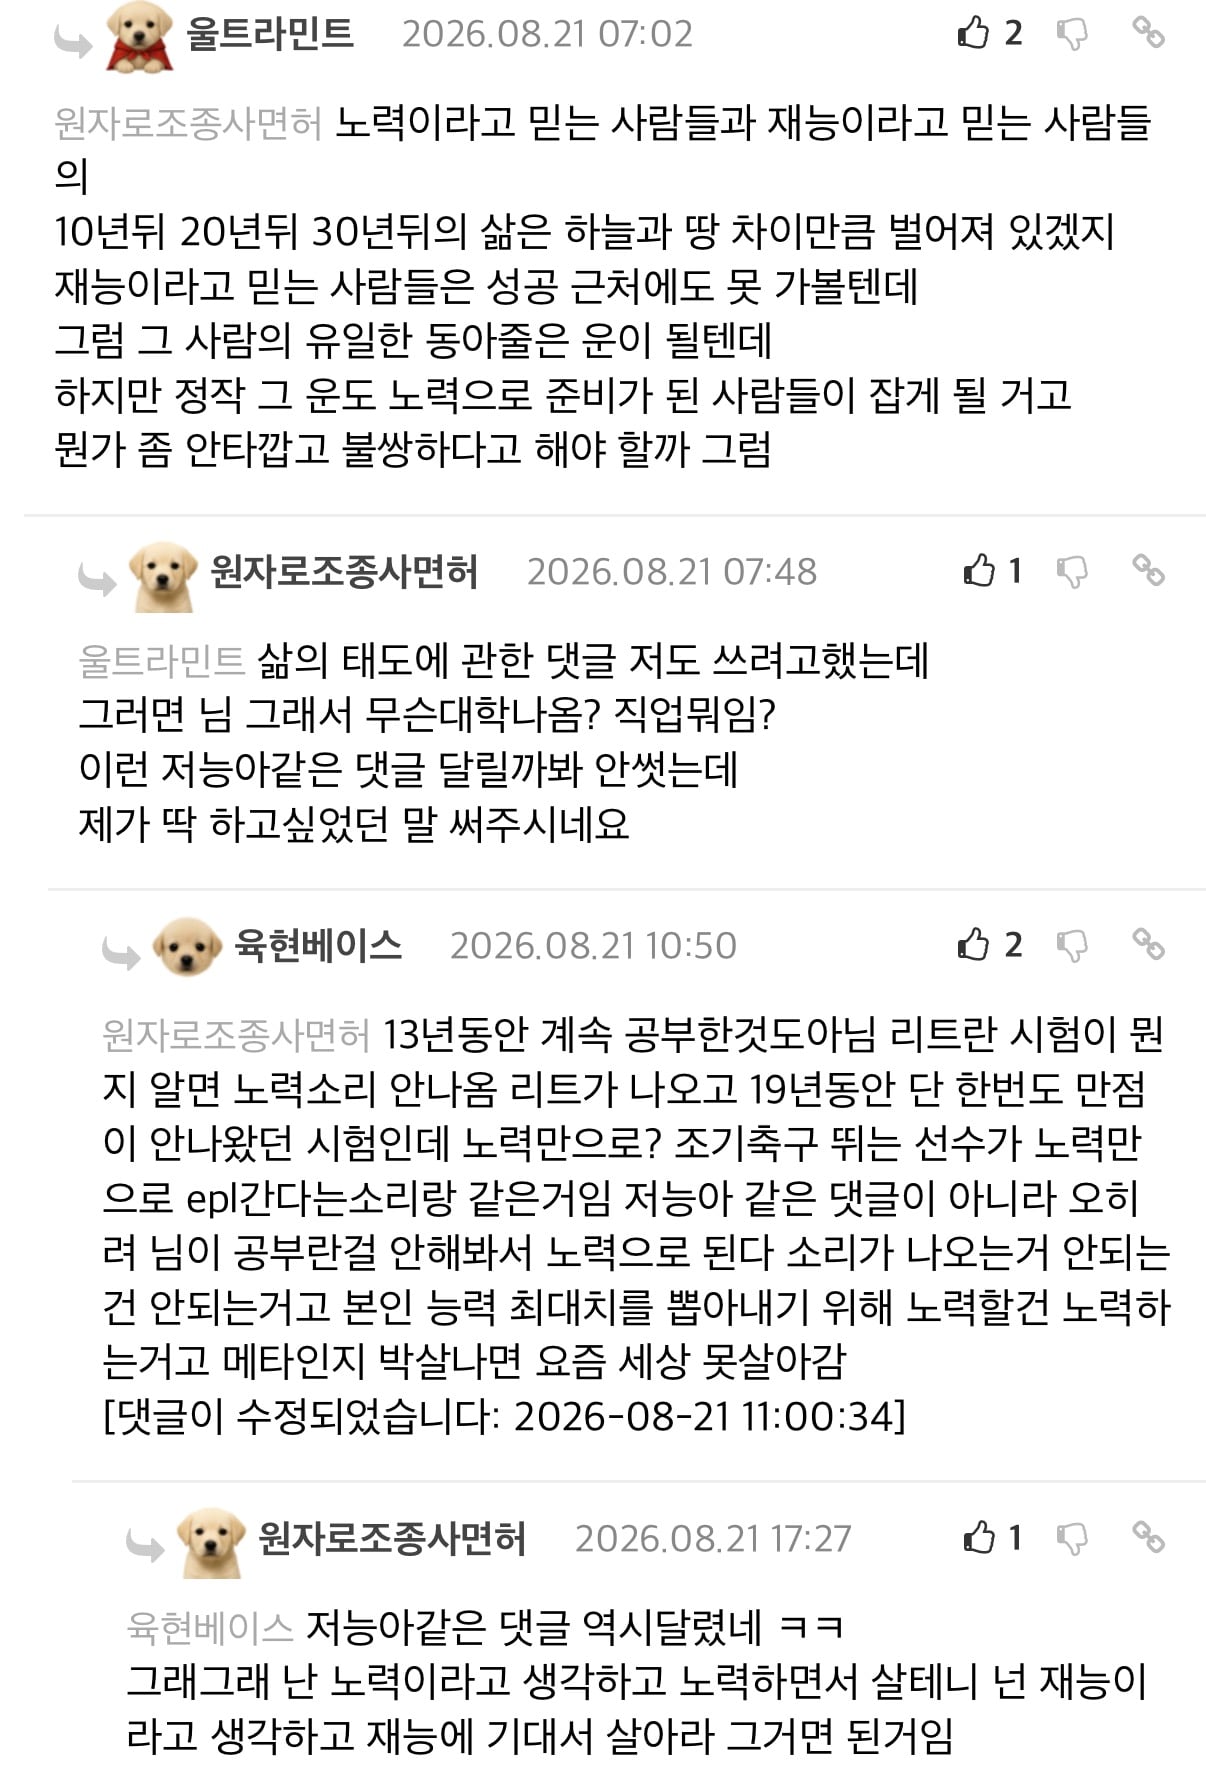 울트라민트 2026.08.21 07:02 2
원자로조종사면허 노력이라고 믿는 사람들과 재능이라고 믿는 사람들
의
10년뒤 20년뒤 30년뒤의 삶은 하늘과 땅 차이만큼 벌어져 있겠지
재능이라고 믿는 사람들은 성공 근처에도 못 가볼텐데
그럼 그 사람의 유일한 동아줄은 운이 될텐데
하지만 정작 그 운도 노력으로 준비가 된 사람들이 잡게 될 거고
뭔가 좀 안타깝고 불쌍하다고 해야 할까 그럼
원자로조종사면허 2026.08.21 07:48 1
울트라민트 삶의 태도에 관한 댓글 저도 쓰려고했는데
그러면 님 그래서 무슨대학나옴? 직업뭐임?
이런 저능아같은 댓글 달릴까봐 안썻는데
제가 딱 하고싶었던 말 써주시네요
육현베이스 2026.08.21 10:50 2
원자로조종사면허 13년동안 계속 공부한것도아님 리트란 시험이 뭔
지 알면 노력소리 안나옴 리트가 나오고 19년동안 단 한번도 만점
이 안나왔던 시험인데 노력만으로? 조기축구 뛰는 선수가 노력만
으로 epl간다는소리랑 같은거임 저능아 같은 댓글이 아니라 오히
려 님이 공부란걸 안해봐서 노력으로 된다 소리가 나오는거 안되는
건 안되는거고 본인 능력 최대치를 뽑아내기 위해 노력할건 노력하
는거고 메타인지 박살나면 요즘 세상 못살아감
[댓글이 수정되었습니다: 2026-08-21 11:00:34]
원자로조종사면허 2026.08.21 17:27 1
육현베이스 저능아같은 댓글 역시달렸네 ㅋㅋ
그래그래 난 노력이라고 생각하고 노력하면서 살테니 넌 재능이
라고 생각하고 재능에 기대서 살아라 그거면 된거임